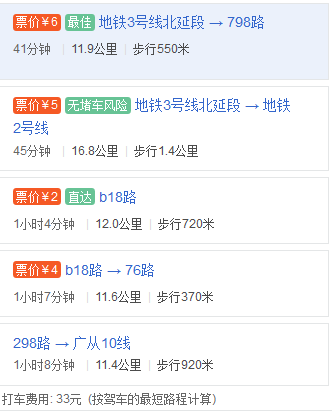 票价¥6 最佳 地铁3号线北延段 → 798路
41分钟 | 11.9公里 | 步行550米
票价¥5 无堵车风险 地铁3号线北延段 → 地铁
2号线
45分钟 | 16.8公里 | 步行1.4公里
票价¥2 直达 b18路
1小时4分钟 | 12.0公里 | 步行720米
票价¥4 b18路 → 76路
1小时7分钟 | 11.6公里 | 步行370米
298路 → 广从10线
1小时8分钟 | 11.4公里 | 步行920米
打车费用: 33元 (按驾车的最短路程计算)